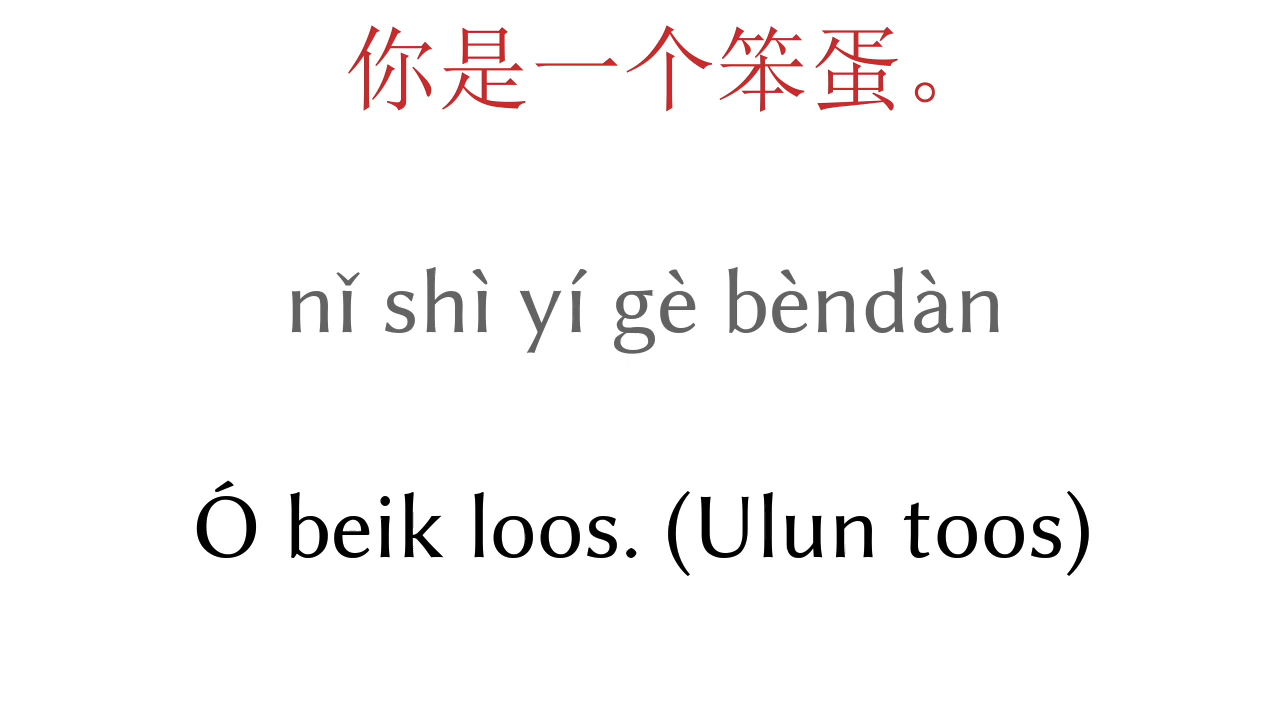 你是一个笨蛋。
nǐ shì yí gè bèndàn
Ó beik loos. (Ulun toos)